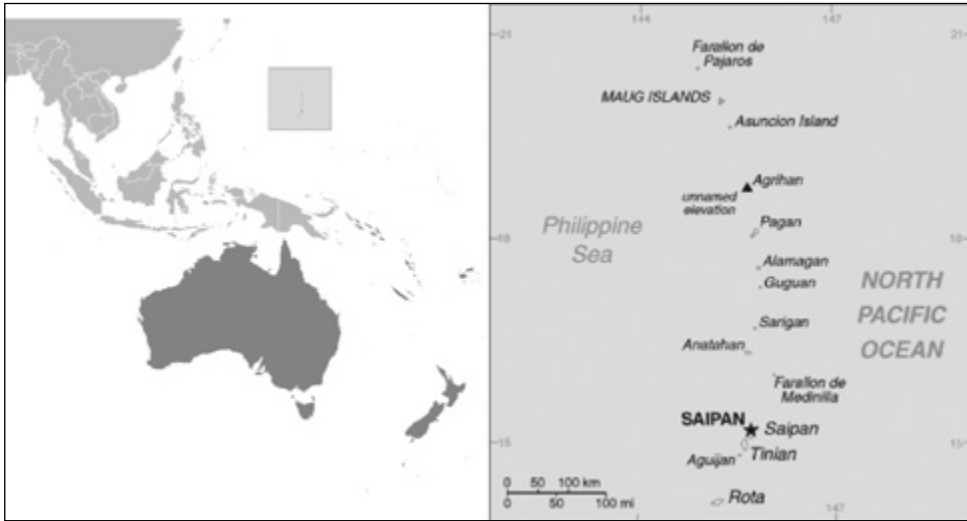 144 147
21
Farallon de
Pajaros
MAUG ISLANDS
Asuncion Island
Agrihan
unnamed
elevation
Pagan
Philippine
Sea
18 18
Alamagan
Guguan
NORTH
PACIFIC
OCEAN
Sarigan
Anatahan
Farallon de
Medinilla
SAIPAN Saipan
15 15
Aguijan Tinian
0 50 100 km
0 50 100 mi
Rota
147